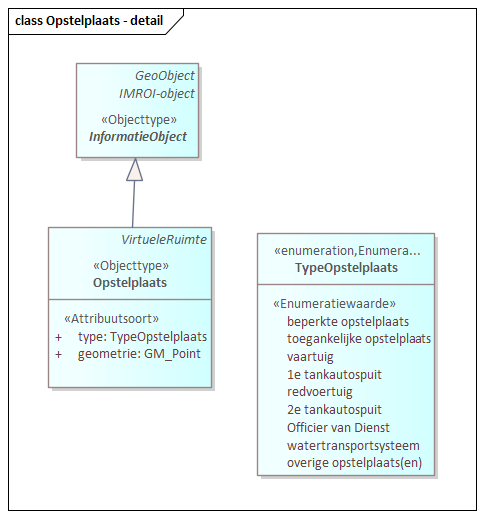 class Opstelplaats - detail
GeoObject
IMROI-object
«Objecttype»
InformatieObject
VirtueleRuimte
«Objecttype»
Opstelplaats
«Attribuutsoort»
+ type: TypeOpstelplaats
+ geometrie: GM_Point
«enumeration,Enumera...
TypeOpstelplaats
«Enumeratiewaarde»
beperkte opstelplaats
toegankelijke opstelplaats
vaartuig
1e tankautospuit
redvoertuig
2e tankautospuit
Officier van Dienst
watertransportsysteem
overige opstelplaats(en)